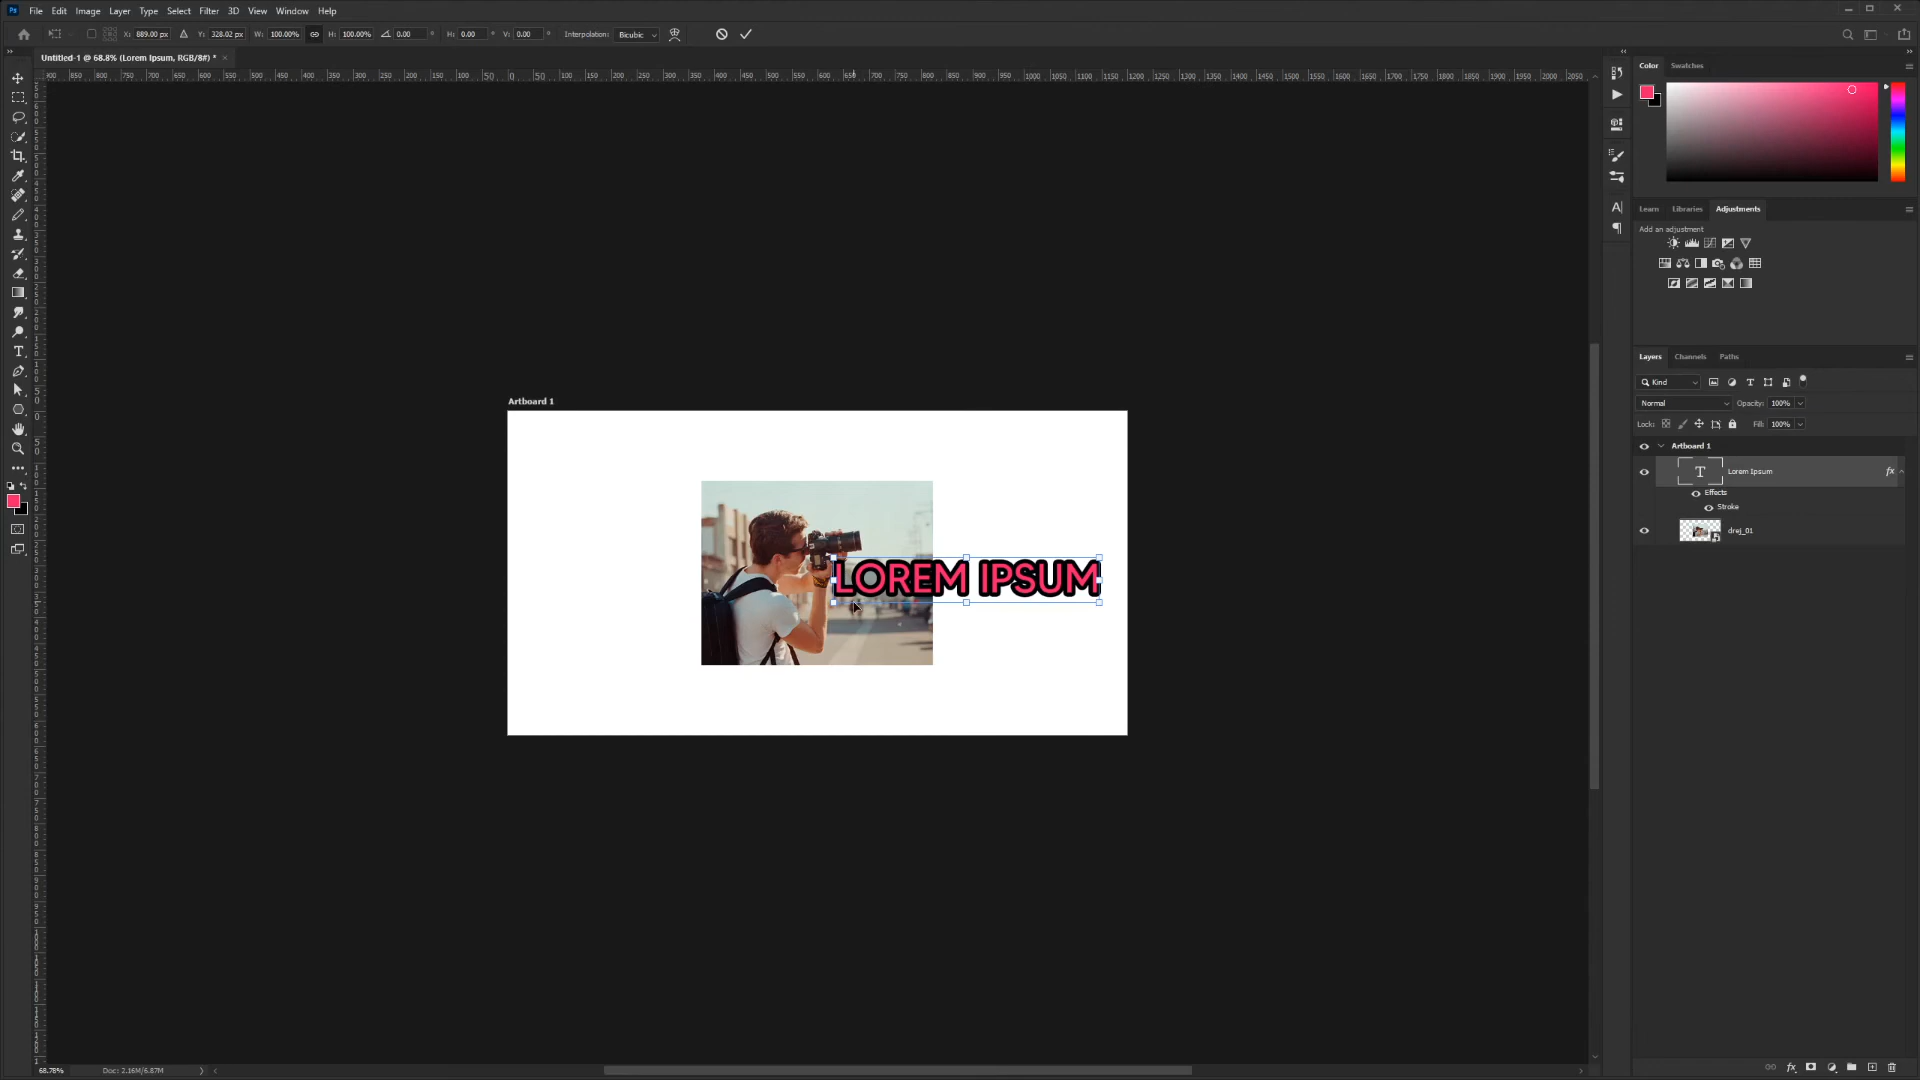 Ps File Edit Image Layer Type Select Filter 3D View Window Help
X: 889.00 px Y: 328.02 px W: 100.00% H: 100.00% 0.00 ° H: 0.00 ° V: 0.00 ° Interpolation: Bicubic
Untitled-1 @ 68.8% (Lorem Ipsum, RGB/8#) * ×
Artboard 1
LOREM IPSUM
68.78% Doc: 2.16M/6.87M
Color Swatches
Learn Libraries Adjustments
Add an adjustment
Layers Channels Paths
Kind
Normal Opacity: 100%
Lock: Fill: 100%
Artboard 1
T Lorem Ipsum fx
Effects
Stroke
drej_01